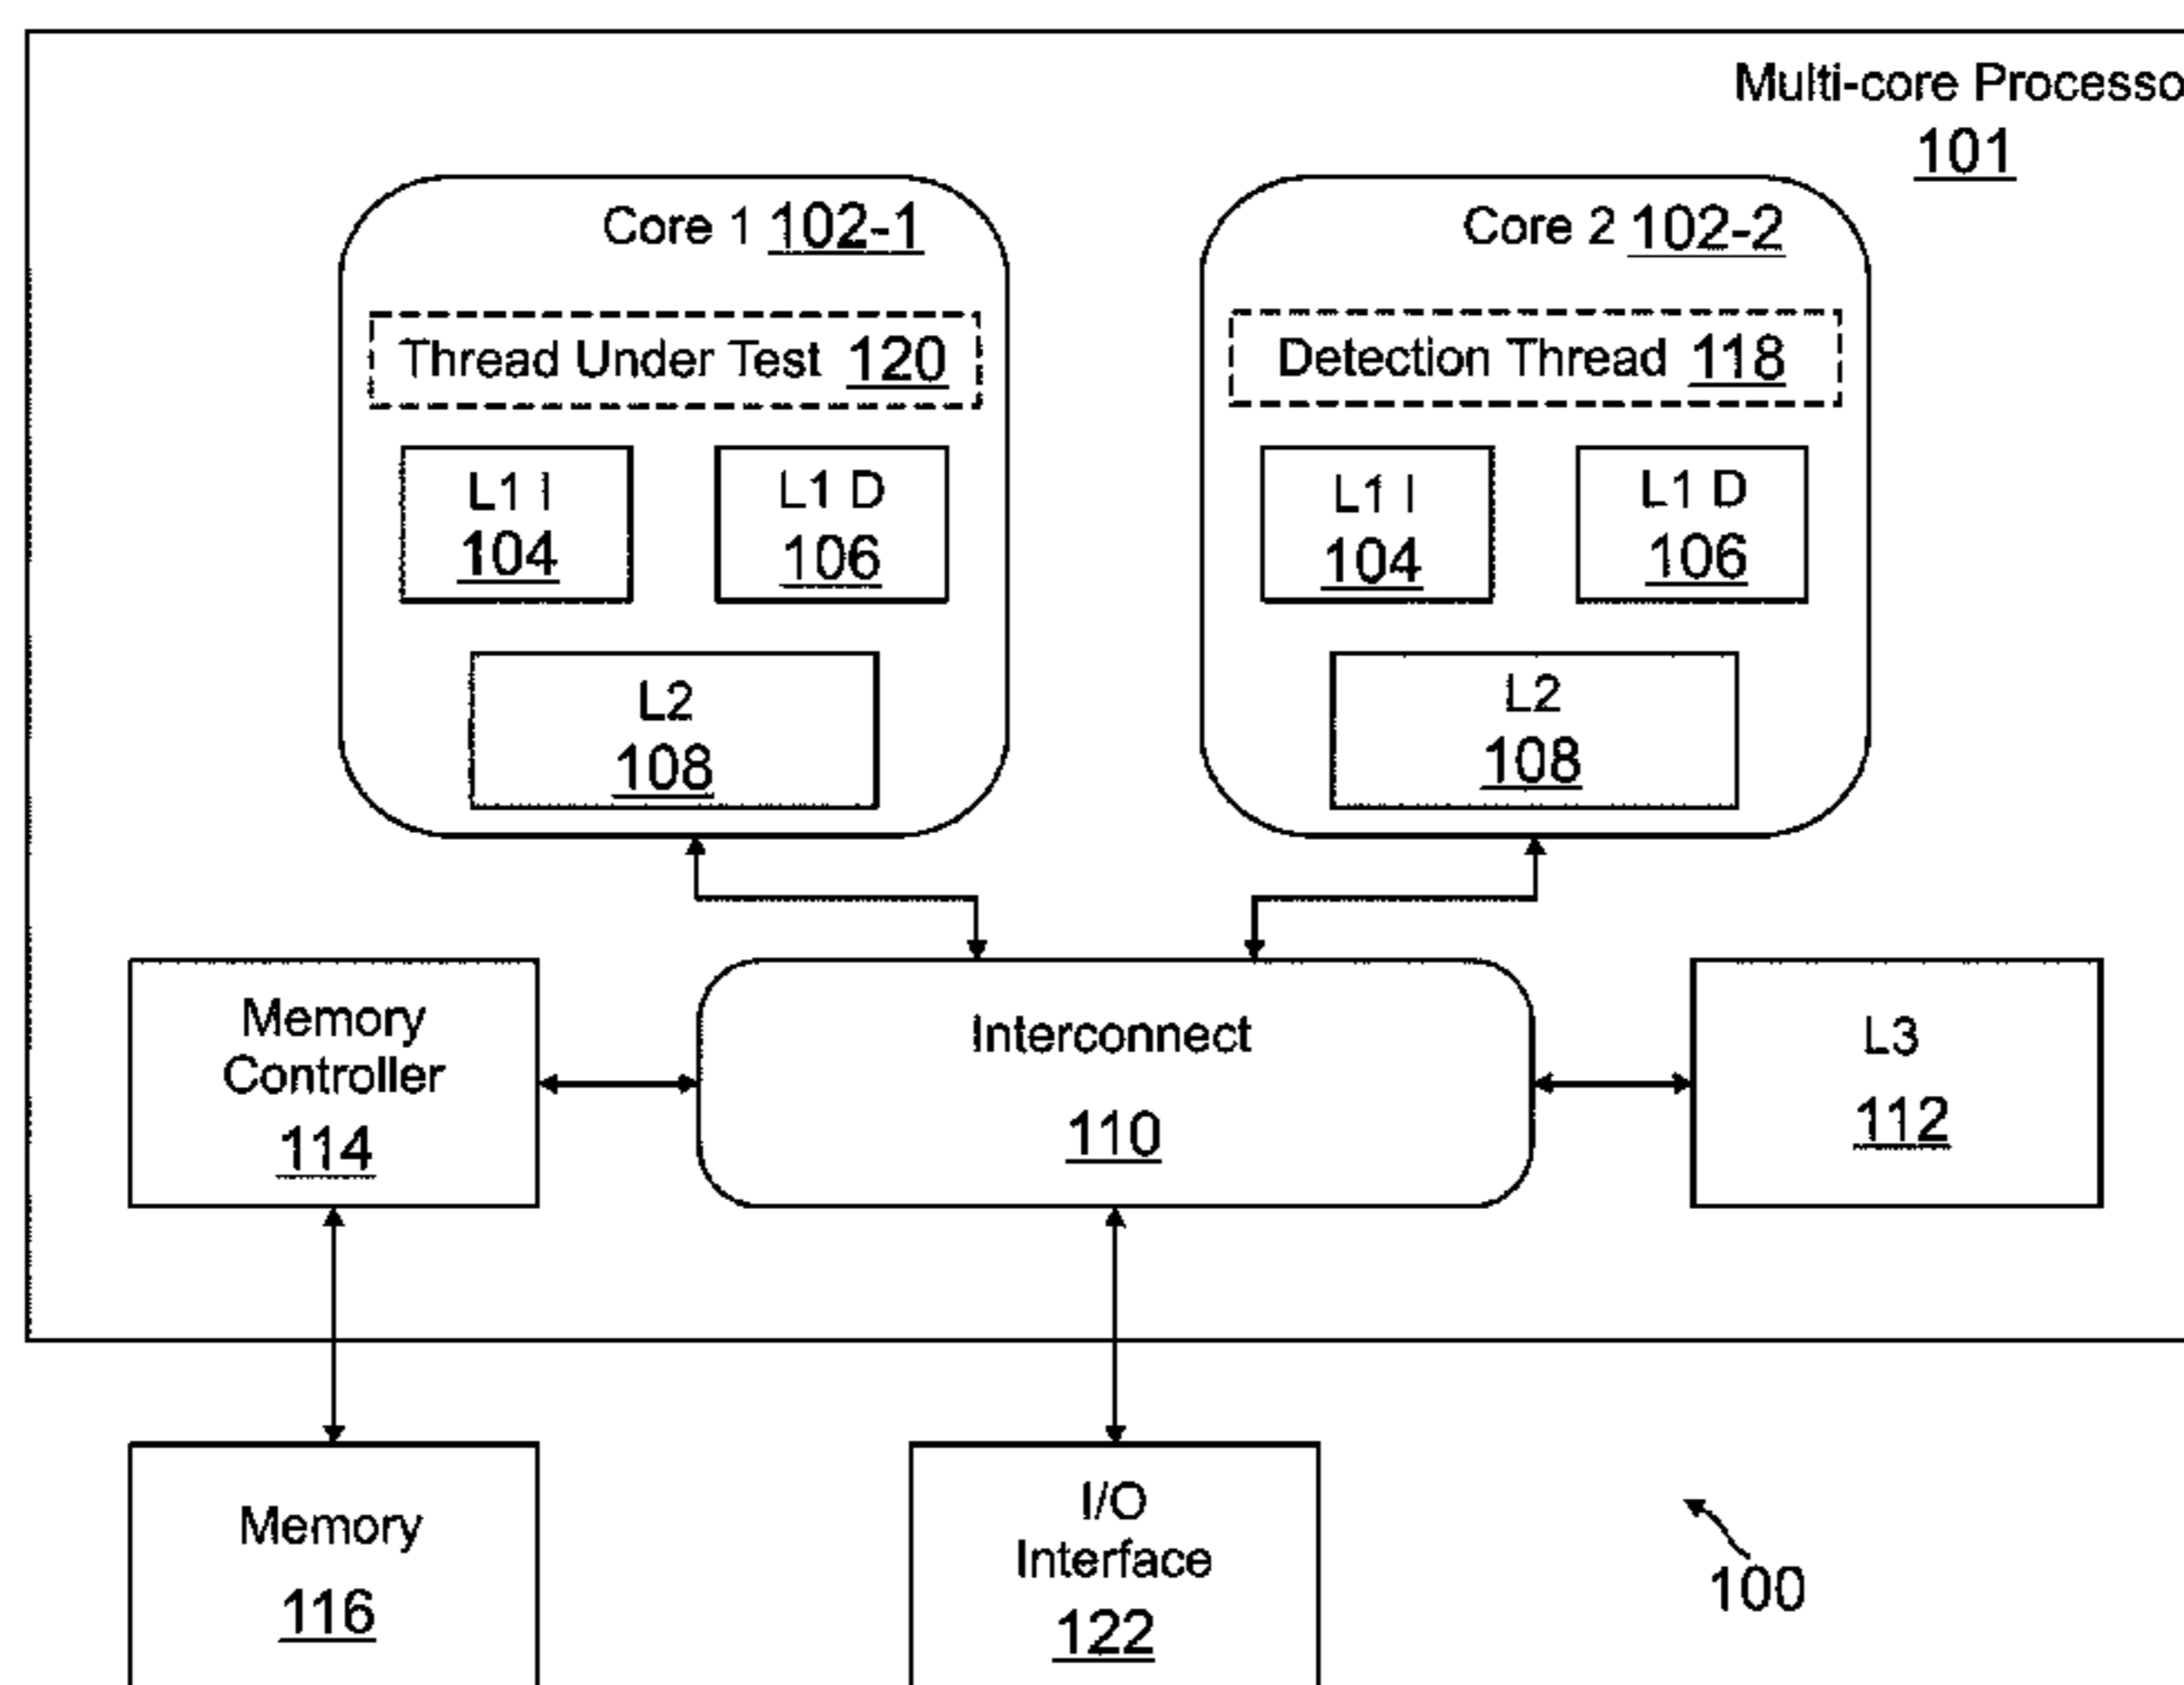 Multi-core Processo
101
Core 1 102-1
Core 2 102-2
Thread Under Test 120
Detection Thread 118
L1 I
104
L1 D
106
L1 I
104
L1 D
106
L2
108
L2
108
Memory
Controller
114
Interconnect
110
L3
112
Memory
116
I/O
Interface
122
100